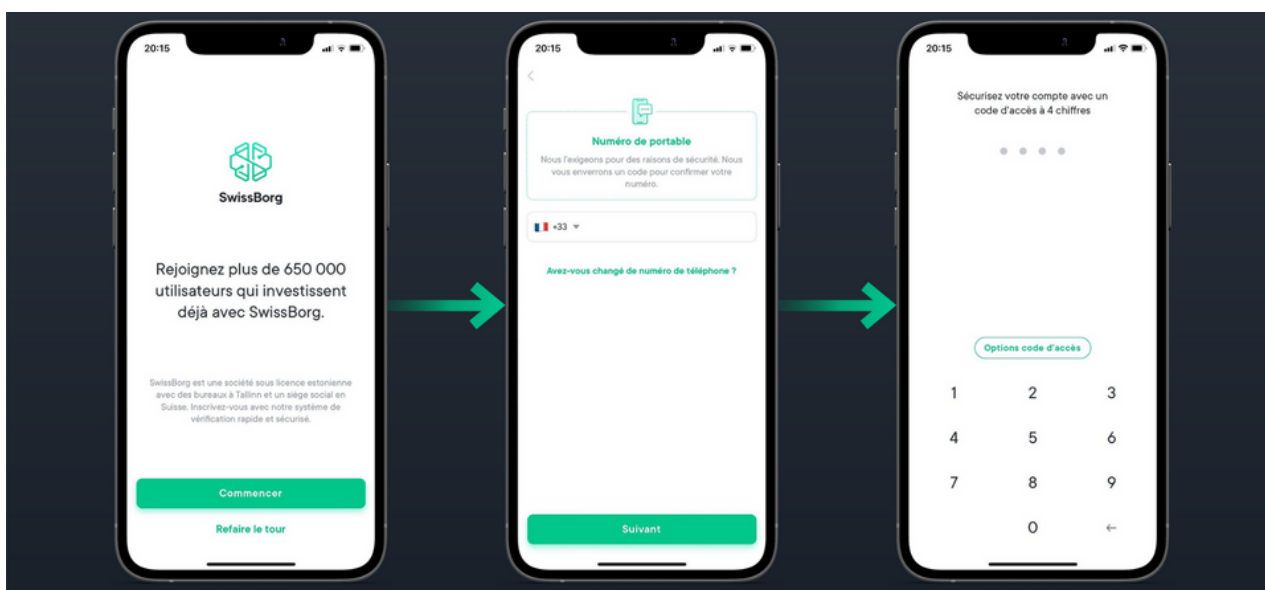 20:15
SwissBorg
Rejoignez plus de 650 000
utilisateurs qui investissent
déjà avec SwissBorg.
SwissBorg est une société sous licence estonienne
avec des bureaux à Tallinn et un siège social en
Suisse. Inscrivez-vous avec notre système de
vérification rapide et sécurisé.
Commencer
Refaire le tour
20:15
Numéro de portable
Nous l'exigeons pour des raisons de sécurité. Nous
vous enverrons un code pour confirmer votre
numéro.
+33
Avez-vous changé de numéro de téléphone ?
Suivant
20:15
Sécurisez votre compte avec un
code d'accès à 4 chiffres
Options code d'accès
1 2 3
4 5 6
7 8 9
0 ←